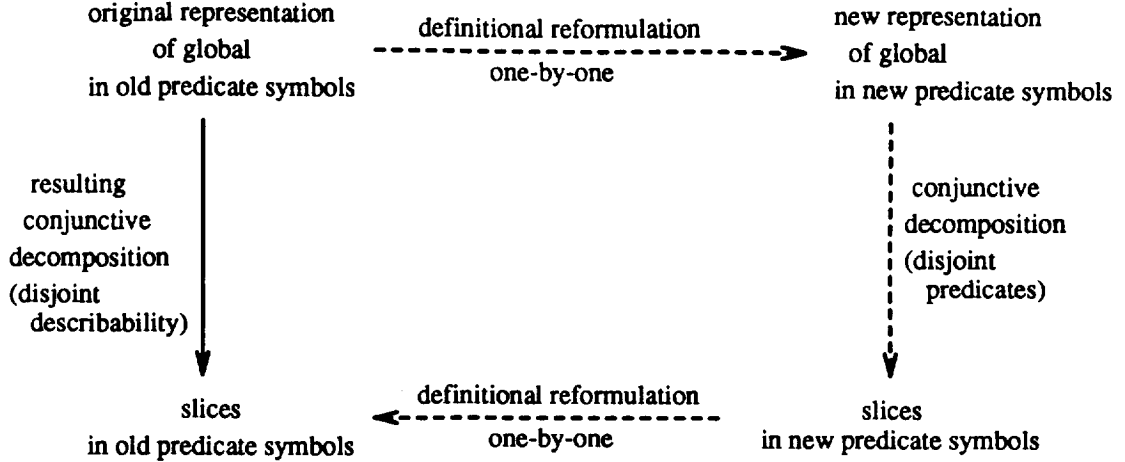 original representation
of global
in old predicate symbols
definitional reformulation
one-by-one
new representation
of global
in new predicate symbols
resulting
conjunctive
decomposition
(disjoint
describability)
conjunctive
decomposition
(disjoint
predicates)
slices
in old predicate symbols
definitional reformulation
one-by-one
slices
in new predicate symbols